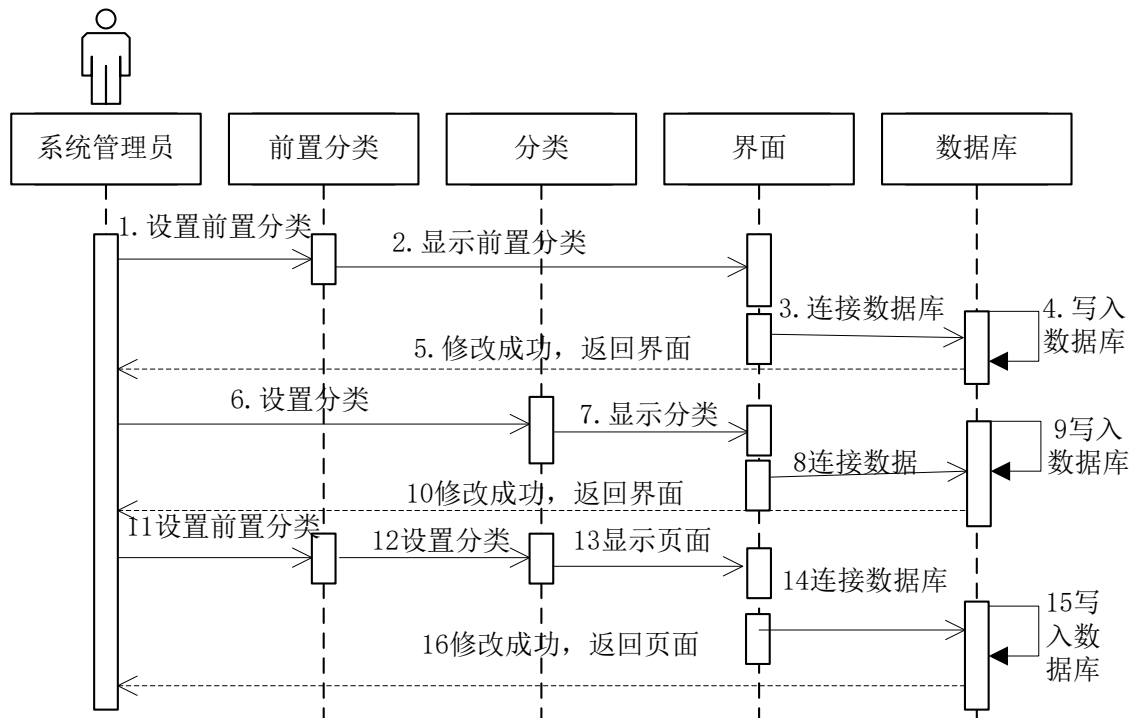 系统管理员
前置分类
分类
界面
数据库
1.设置前置分类
2.显示前置分类
3.连接数据库
4.写入
数据库
5.修改成功，返回界面
6.设置分类
7.显示分类
8连接数据
9写入
数据库
10修改成功，返回界面
11设置前置分类
12设置分类
13显示页面
14连接数据库
15写
入数
据库
16修改成功，返回页面